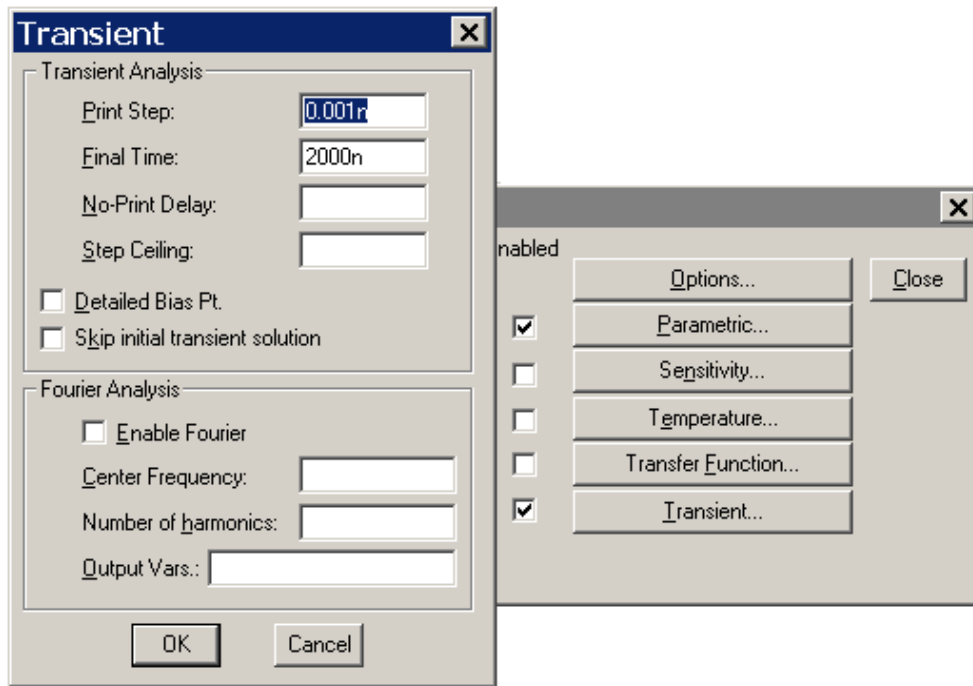 Transient
Transient Analysis
Print Step: 0.001n
Final Time: 2000n
No-Print Delay:
Step Ceiling:
Detailed Bias Pt.
Skip initial transient solution
Fourier Analysis
Enable Fourier
Center Frequency:
Number of harmonics:
Output Vars.:
OK Cancel
nabled
Options... Close
Parametric...
Sensitivity...
Temperature...
Transfer Function...
Transient...